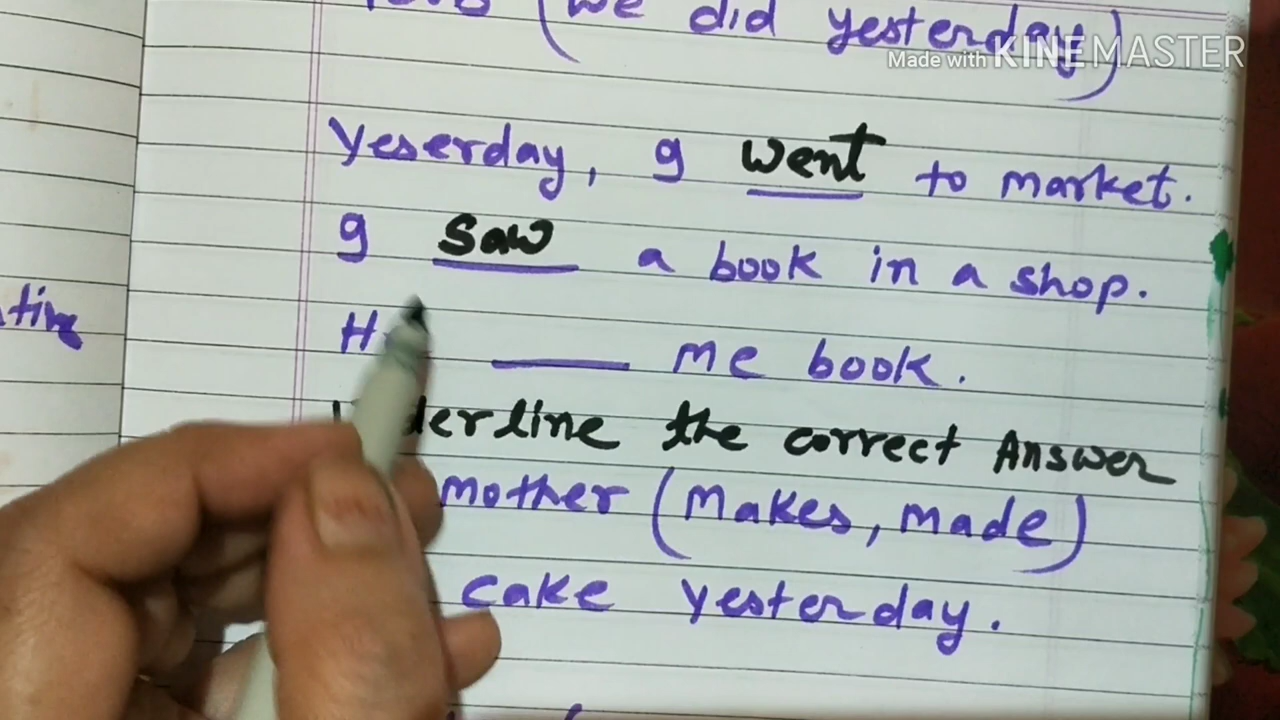 (we did yesterday)
Made with KINEMASTER
Yeserday, I went to market.
I saw a book in a shop.
me book.
the correct Answer
mother (Makes, made)
cake yesterday.